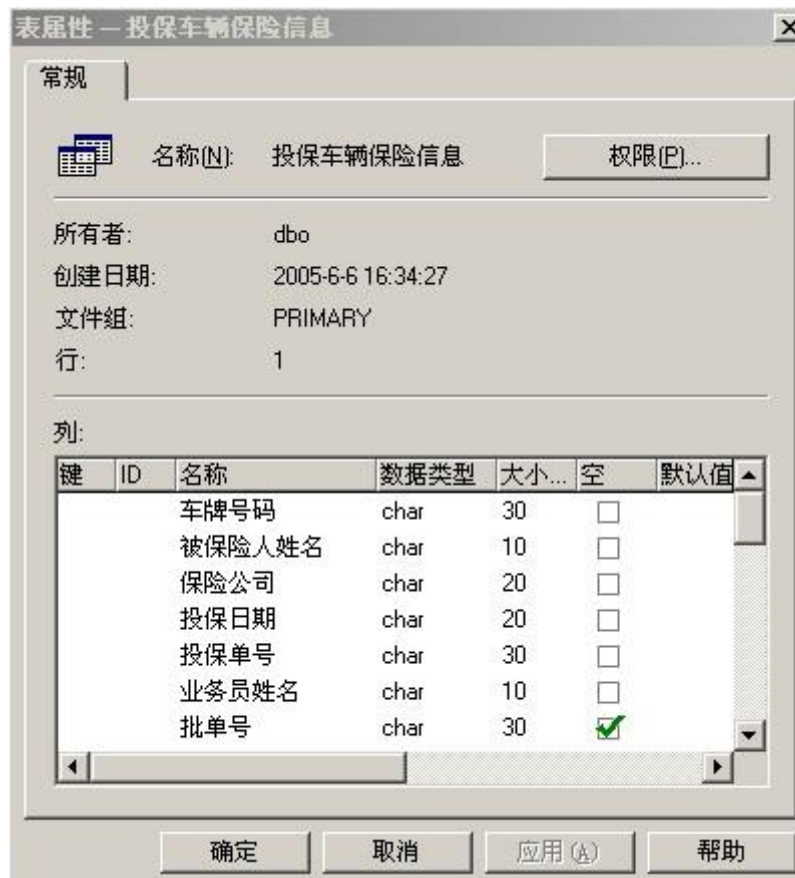 表属性 — 投保车辆保险信息
常规
名称(N): 投保车辆保险信息 权限(P)...
所有者: dbo
创建日期: 2005-6-6 16:34:27
文件组: PRIMARY
行: 1
列:
键 ID 名称 数据类型 大小... 空 默认值
车牌号码 char 30
被保险人姓名 char 10
保险公司 char 20
投保日期 char 20
投保单号 char 30
业务员姓名 char 10
批单号 char 30
确定 取消 应用(A) 帮助